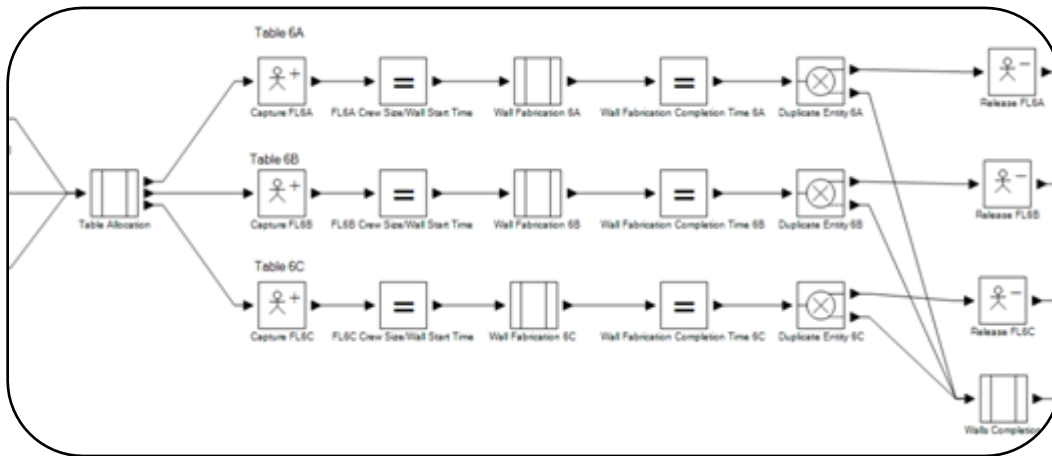 Table 6A
Capture FL6A
FL6A Crew Size/Wall Start Time
Wall Fabrication 6A
Wall Fabrication Completion Time 6A
Duplicate Entity 6A
Release FL6A
Table Allocation
Table 6B
Capture FL6B
FL6B Crew Size/Wall Start Time
Wall Fabrication 6B
Wall Fabrication Completion Time 6B
Duplicate Entity 6B
Release FL6B
Table 6C
Capture FL6C
FL6C Crew Size/Wall Start Time
Wall Fabrication 6C
Wall Fabrication Completion Time 6C
Duplicate Entity 6C
Release FL6C
Walls Completion